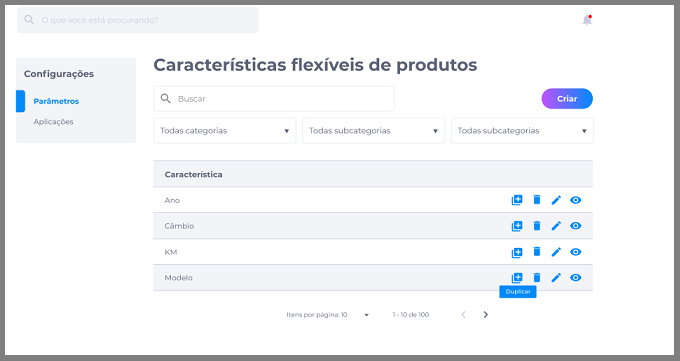 O que você está procurando?
Configurações
Parâmetros
Aplicações
Características flexíveis de produtos
Buscar
Criar
Todas categorias
Todas subcategorias
Todas subcategorias
Característica
Ano
Câmbio
KM
Modelo
Duplicar
Itens por página: 10
1 - 10 de 100